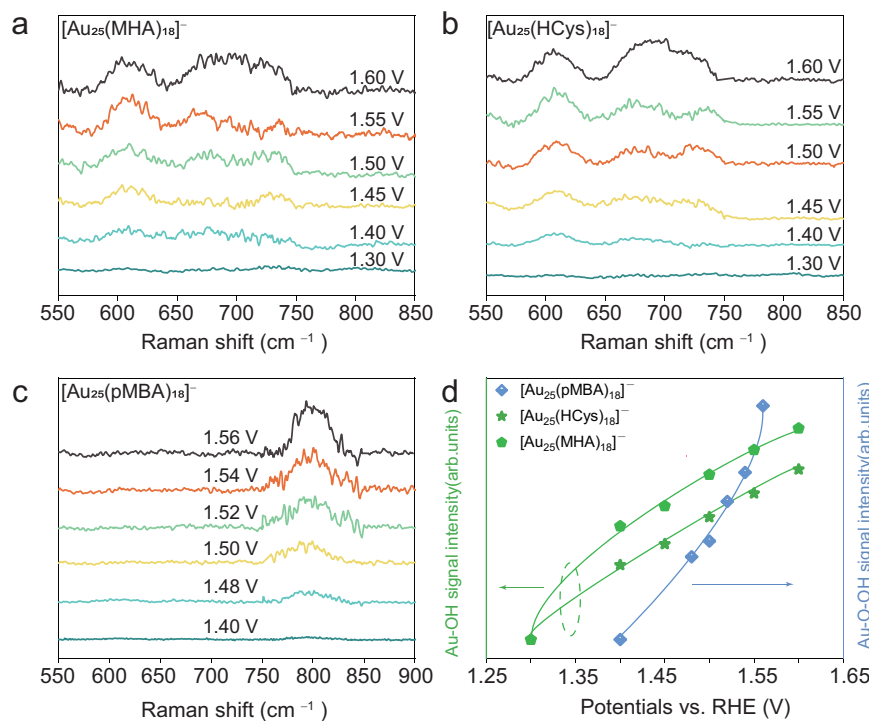 a
[Au₂₅(MHA)₁₈]⁻
1.60 V
1.55 V
1.50 V
1.45 V
1.40 V
1.30 V
550 600 650 700 750 800 850
Raman shift (cm ⁻¹ )
b
[Au₂₅(HCys)₁₈]⁻
1.60 V
1.55 V
1.50 V
1.45 V
1.40 V
1.30 V
550 600 650 700 750 800 850
Raman shift (cm ⁻¹ )
c
[Au₂₅(pMBA)₁₈]⁻
1.56 V
1.54 V
1.52 V
1.50 V
1.48 V
1.40 V
600 650 700 750 800 850 900
Raman shift (cm ⁻¹ )
d
[Au₂₅(pMBA)₁₈]⁻
[Au₂₅(HCys)₁₈]⁻
[Au₂₅(MHA)₁₈]⁻
Au-OH signal intensity(arb.units)
Au-O-OH signal intensity(arb.units)
1.25 1.35 1.45 1.55 1.65
Potentials vs. RHE (V)